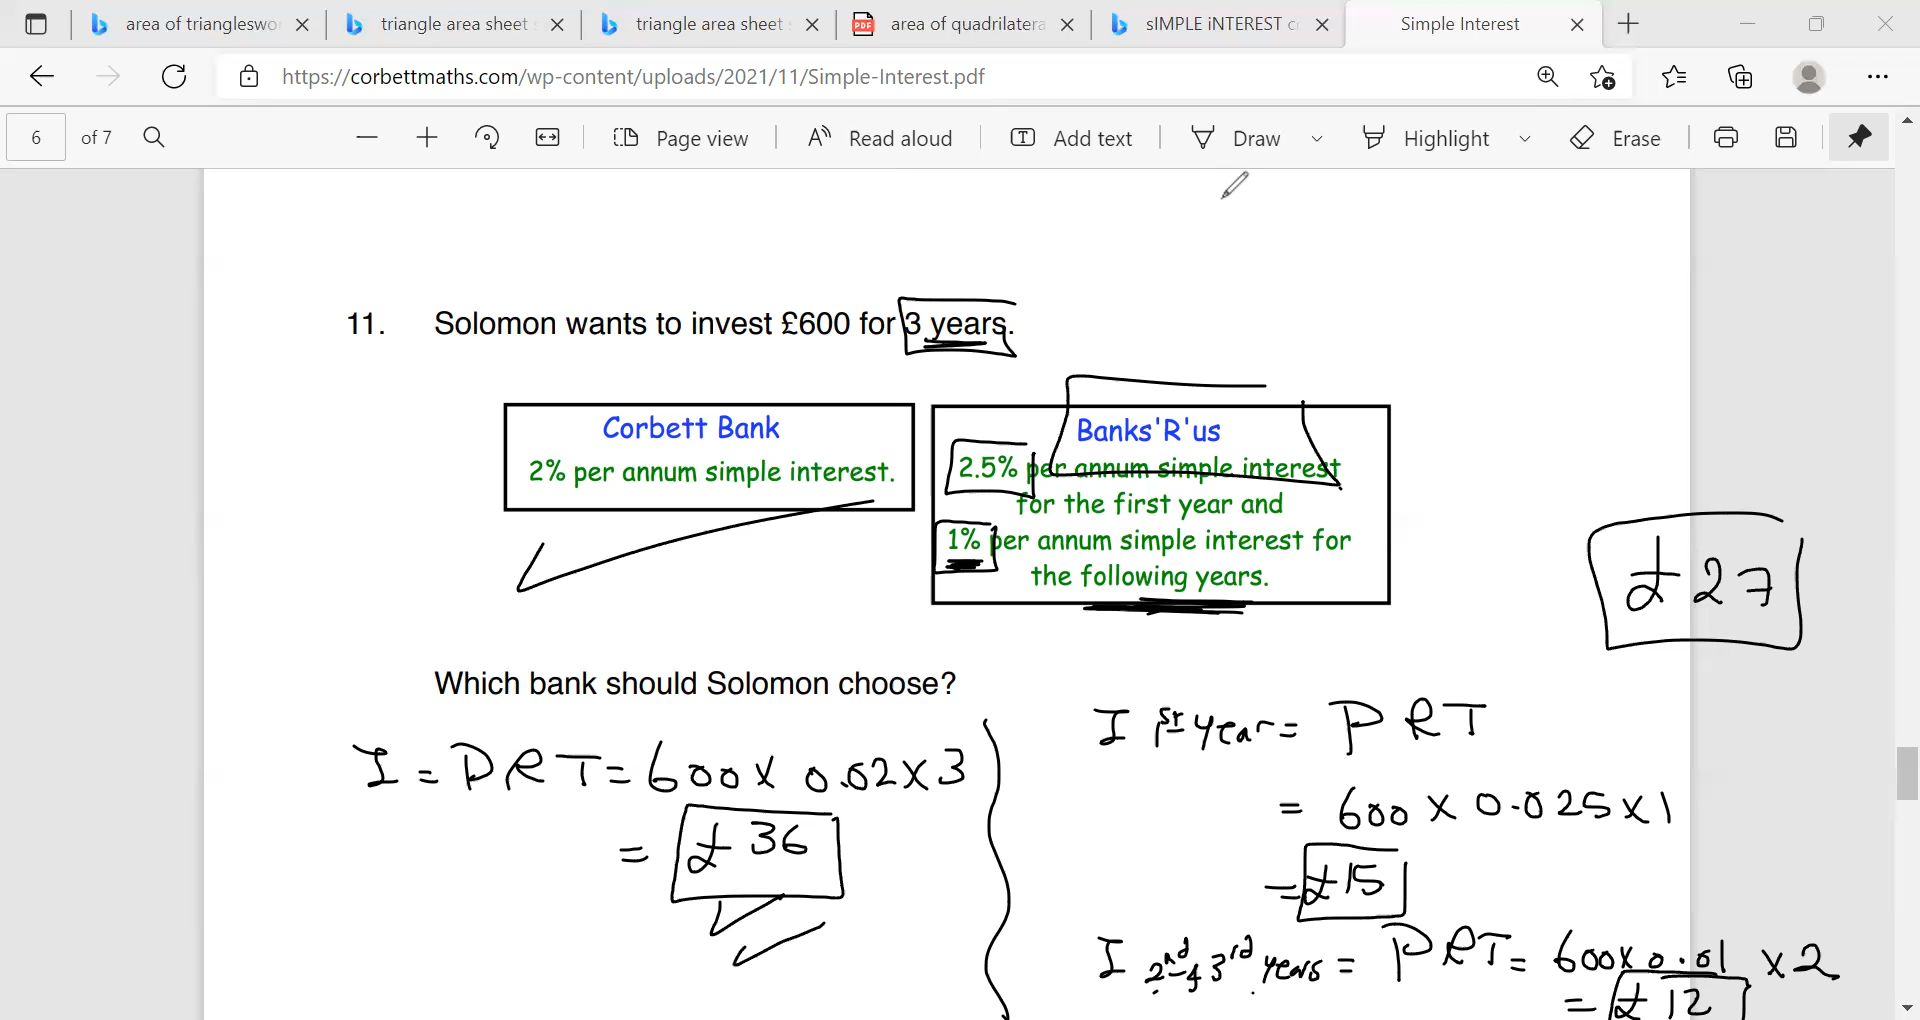 area of triangleswo
triangle area sheet
triangle area sheet
area of quadrilatera
sIMPLE iNTEREST c
Simple Interest
https://corbettmaths.com/wp-content/uploads/2021/11/Simple-Interest.pdf
6 of 7
Page view
Read aloud
Add text
Draw
Highlight
Erase
11. Solomon wants to invest £600 for 3 years.
Corbett Bank
2% per annum simple interest.
Banks'R'us
2.5% per annum simple interest
for the first year and
1% per annum simple interest for
the following years.
£27
Which bank should Solomon choose?
I = PRT = 600 x 0.02 x 3
= £36
I 1st year = PRT
= 600 x 0.025 x 1
= £15
I 2nd & 3rd years = PRT = 600 x 0.01 x 2
= £12